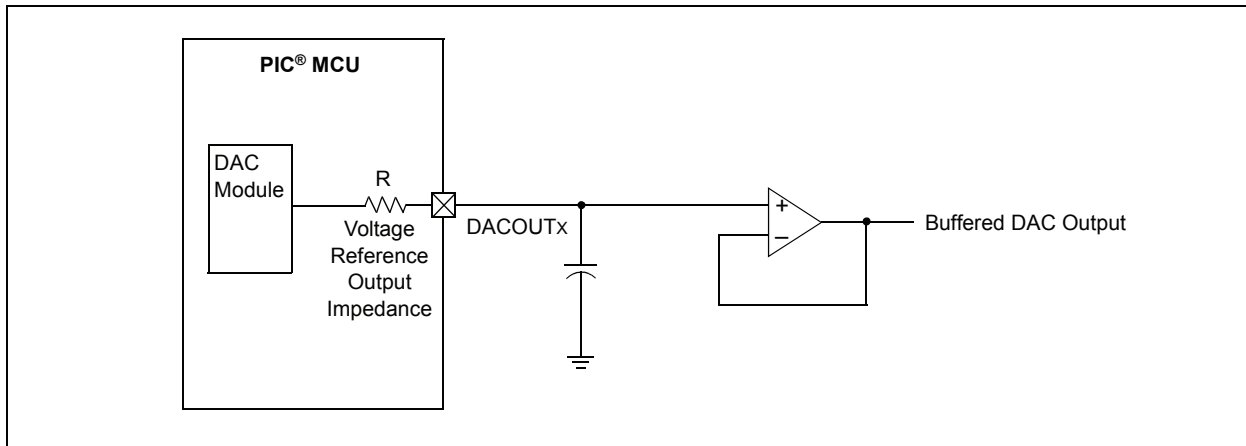 PIC® MCU
DAC
Module
R
Voltage
Reference
Output
Impedance
DACOUTX
+
–
Buffered DAC Output